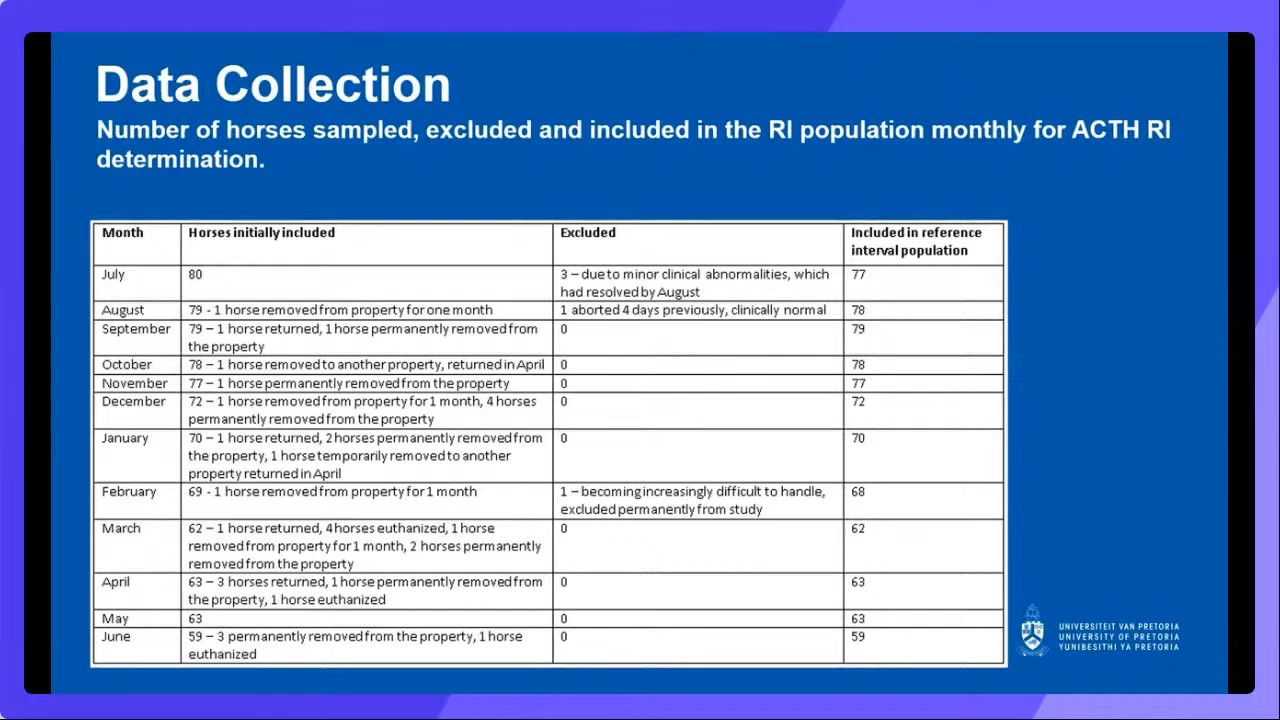 Data Collection
Number of horses sampled, excluded and included in the RI population monthly for ACTH RI
determination.
Month Horses initially included Excluded Included in reference
interval population
July 80 3 – due to minor clinical abnormalities, which 77
had resolved by August
August 79 - 1 horse removed from property for one month 1 aborted 4 days previously, clinically normal 78
September 79 – 1 horse returned, 1 horse permanently removed from 0 79
the property
October 78 – 1 horse removed to another property, returned in April 0 78
November 77 – 1 horse permanently removed from the property 0 77
December 72 – 1 horse removed from property for 1 month, 4 horses 0 72
permanently removed from the property
January 70 – 1 horse returned, 2 horses permanently removed from 0 70
the property, 1 horse temporarily removed to another
property returned in April
February 69 - 1 horse removed from property for 1 month 1 – becoming increasingly difficult to handle, 68
excluded permanently from study
March 62 – 1 horse returned, 4 horses euthanized, 1 horse 0 62
removed from property for 1 month, 2 horses permanently
removed from the property
April 63 – 3 horses returned, 1 horse permanently removed from 0 63
the property, 1 horse euthanized
May 63 0 63
June 59 – 3 permanently removed from the property, 1 horse 0 59
euthanized
UNIVERSITEIT VAN PRETORIA
UNIVERSITY OF PRETORIA
YUNIBESITHI YA PRETORIA